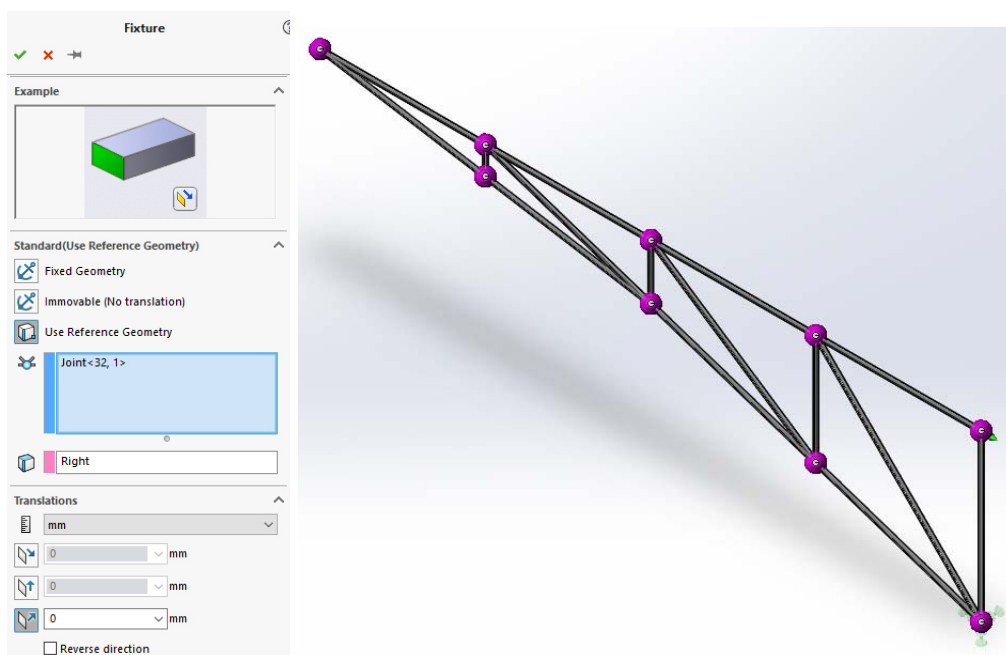 Fixture
Example
Standard(Use Reference Geometry)
Fixed Geometry
Immovable (No translation)
Use Reference Geometry
Joint<32, 1>
Right
Translations
mm
0 mm
0 mm
0 mm
Reverse direction